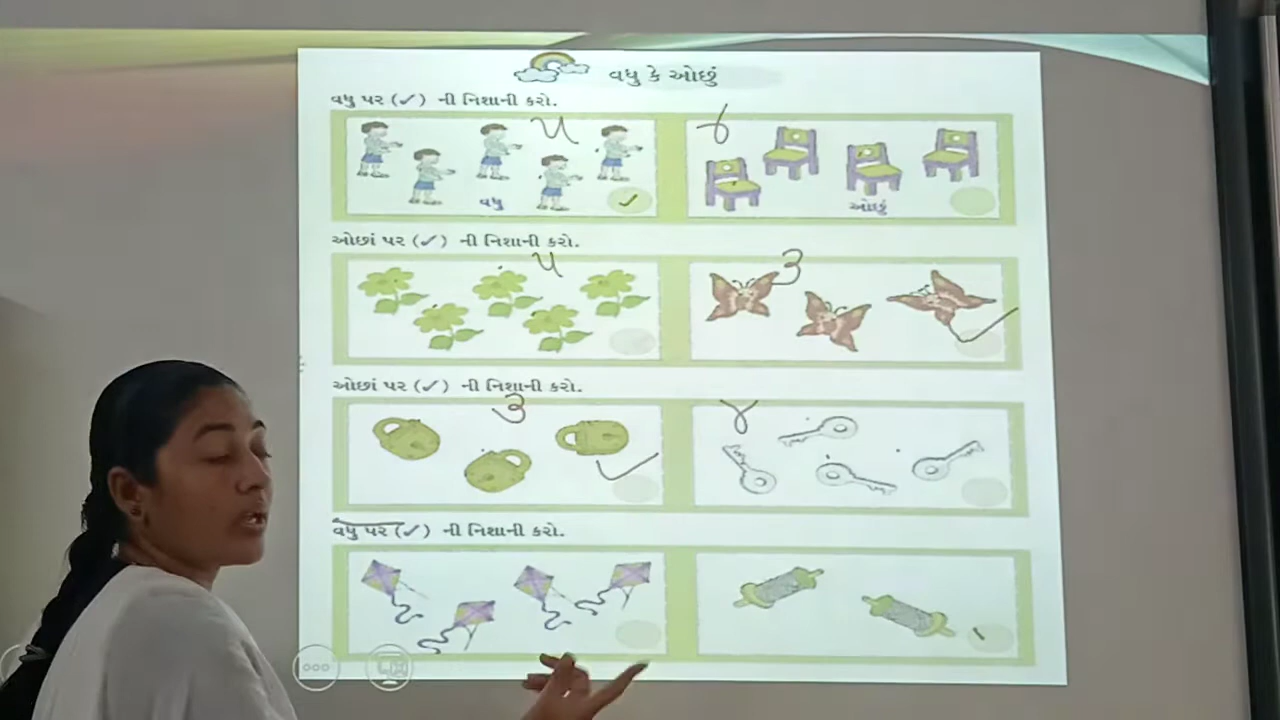 વધુ કે ઓછું
વધુ પર (✓) ની નિશાની કરો.
૫ ૪
વધુ ✓ ઓછું
ઓછાં પર (✓) ની નિશાની કરો.
૫ ૩
✓
ઓછાં પર (✓) ની નિશાની કરો.
૩ ૪
✓
વધુ પર (✓) ની નિશાની કરો.